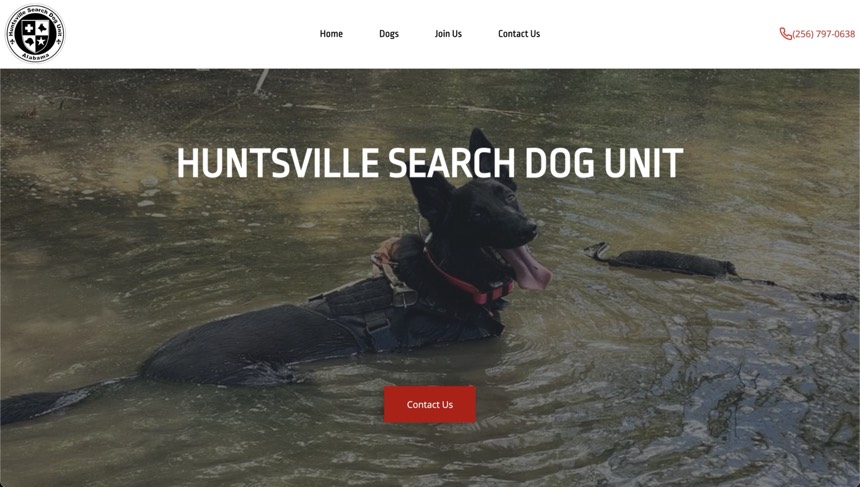 Huntsville Search Dog Unit
Alabama
Home
Dogs
Join Us
Contact Us
(256) 797-0638
HUNTSVILLE SEARCH DOG UNIT
Contact Us